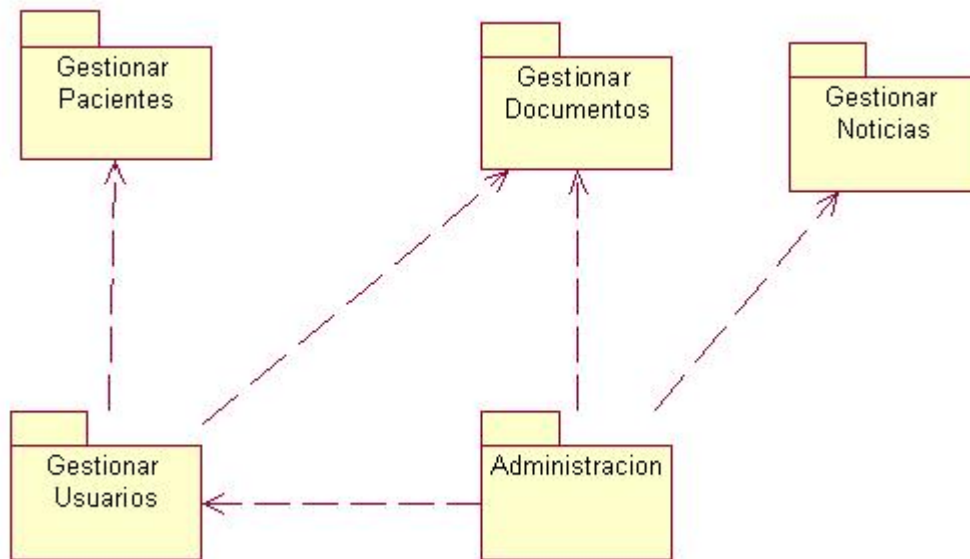 Gestionar
Pacientes
Gestionar
Documentos
Gestionar
Noticias
Gestionar
Usuarios
Administracion